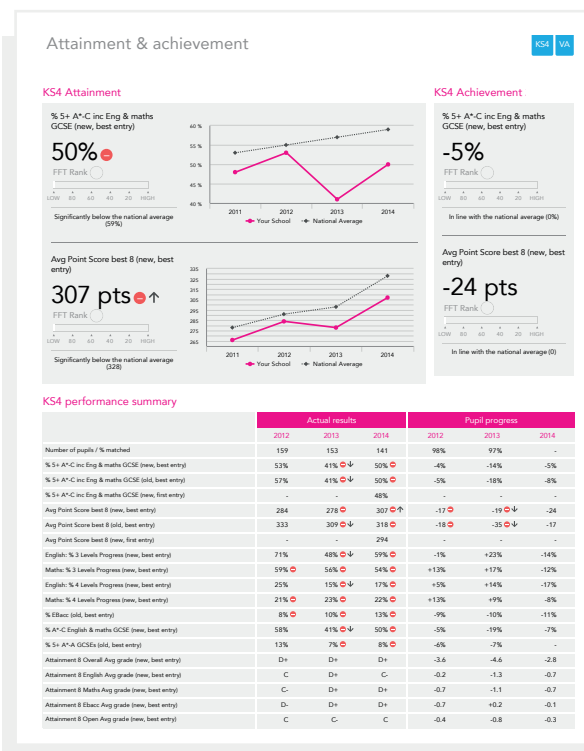 Attainment & achievement
KS4 VA
KS4 Attainment
% 5+ A*-C inc Eng & maths
GCSE (new, best entry)
50%
FFT Rank
LOW 80 60 40 20 HIGH
Significantly below the national average
(59%)
60 %
55 %
50 %
45 %
40 %
2011 2012 2013 2014
Your School National Average
Avg Point Score best 8 (new, best
entry)
307 pts
FFT Rank
LOW 80 60 40 20 HIGH
Significantly below the national average
(328)
335
325
315
305
295
285
275
265
2011 2012 2013 2014
Your School National Average
KS4 Achievement
% 5+ A*-C inc Eng & maths
GCSE (new, best entry)
-5%
FFT Rank
LOW 80 60 40 20 HIGH
In line with the national average (0%)
Avg Point Score best 8 (new, best
entry)
-24 pts
FFT Rank
LOW 80 60 40 20 HIGH
In line with the national average (0)
KS4 performance summary
Actual results Pupil progress
2012 2013 2014 2012 2013 2014
Number of pupils / % matched 159 153 141 98% 97% -
% 5+ A*-C inc Eng & maths GCSE (new, best entry) 53% 41% ↓ 50% -4% -14% -5%
% 5+ A*-C inc Eng & maths GCSE (old, best entry) 57% 41% ↓ 50% -5% -18% -8%
% 5+ A*-C inc Eng & maths GCSE (new, first entry) - - 48% - - -
Avg Point Score best 8 (new, best entry) 284 278 307 ↑ -17 -19 ↓ -24
Avg Point Score best 8 (old, best entry) 333 309 ↓ 318 -18 -35 ↓ -17
Avg Point Score best 8 (new, first entry) - - 294 - - -
English: % 3 Levels Progress (new, best entry) 71% 48% ↓ 59% -1% +23% -14%
Maths: % 3 Levels Progress (new, best entry) 59% 56% 54% +13% +17% -12%
English: % 4 Levels Progress (new, best entry) 25% 15% ↓ 17% +5% +14% -17%
Maths: % 4 Levels Progress (new, best entry) 21% 23% 22% +13% +9% -8%
% EBacc (old, best entry) 8% 10% 13% -9% -10% -11%
% A*-C English & maths GCSE (new, best entry) 58% 41% ↓ 50% -5% -19% -7%
% 5+ A*-A GCSEs (old, best entry) 13% 7% 8% -6% -7% -
Attainment 8 Overall Avg grade (new, best entry) D+ D+ D+ -3.6 -4.6 -2.8
Attainment 8 English Avg grade (new, best entry) C D+ C- -0.2 -1.3 -0.7
Attainment 8 Maths Avg grade (new, best entry) C- D+ D+ -0.7 -1.1 -0.7
Attainment 8 Ebacc Avg grade (new, best entry) D- D+ D+ -0.7 +0.2 -0.1
Attainment 8 Open Avg grade (new, best entry) C C- C -0.4 -0.8 -0.3